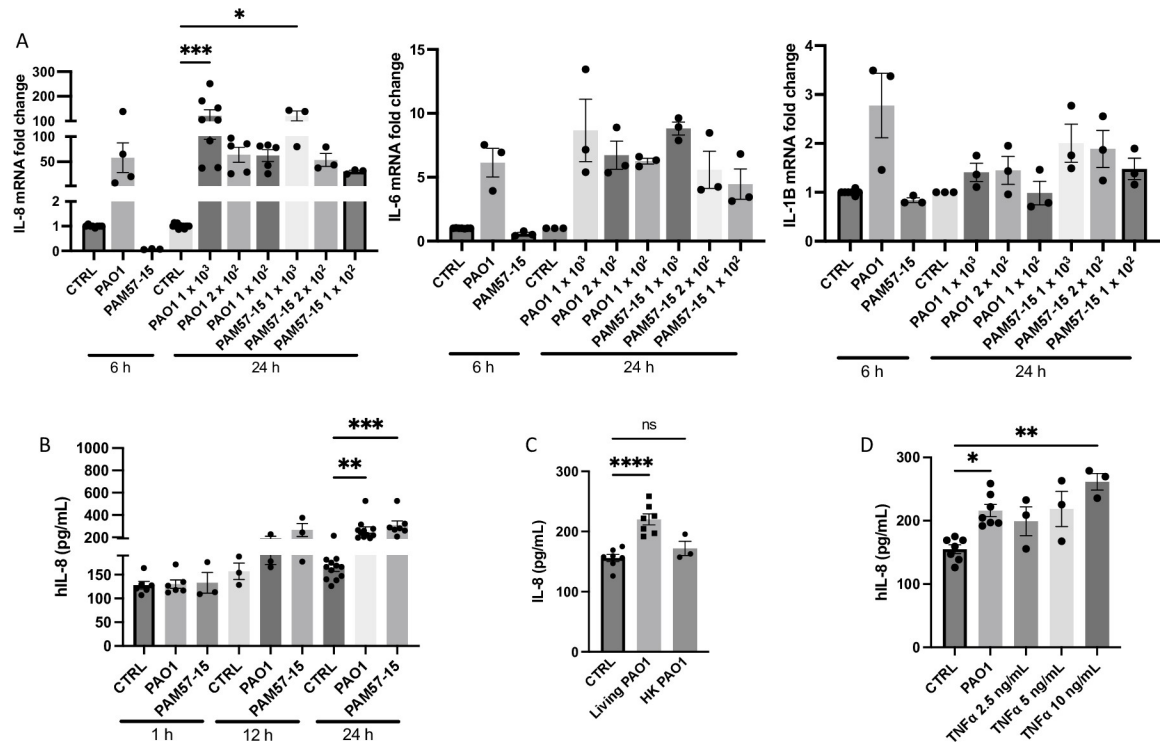 A
IL-8 mRNA fold change
300
200
100
100
50
2
1
0
*
***
CTRL
PAO1
PAM57-15
CTRL
PAO1 1 x 10³
PAO1 2 x 10²
PAO1 1 x 10²
PAM57-15 1 x 10³
PAM57-15 2 x 10²
PAM57-15 1 x 10²
6 h
24 h
IL-6 mRNA fold change
15
10
5
0
CTRL
PAO1
PAM57-15
CTRL
PAO1 1 x 10³
PAO1 2 x 10²
PAO1 1 x 10²
PAM57-15 1 x 10³
PAM57-15 2 x 10²
PAM57-15 1 x 10²
6 h
24 h
IL-1B mRNA fold change
4
3
2
1
0
CTRL
PAO1
PAM57-15
CTRL
PAO1 1 x 10³
PAO1 2 x 10²
PAO1 1 x 10²
PAM57-15 1 x 10³
PAM57-15 2 x 10²
PAM57-15 1 x 10²
6 h
24 h
B
hIL-8 (pg/mL)
1000
800
600
400
200
150
100
50
0
***
**
CTRL
PAO1
PAM57-15
CTRL
PAO1
PAM57-15
CTRL
PAO1
PAM57-15
1 h
12 h
24 h
C
IL-8 (pg/mL)
300
200
100
0
ns
****
CTRL
Living PAO1
HK PAO1
D
hIL-8 (pg/mL)
300
200
100
0
**
*
CTRL
PAO1
TNFα 2.5 ng/mL
TNFα 5 ng/mL
TNFα 10 ng/mL